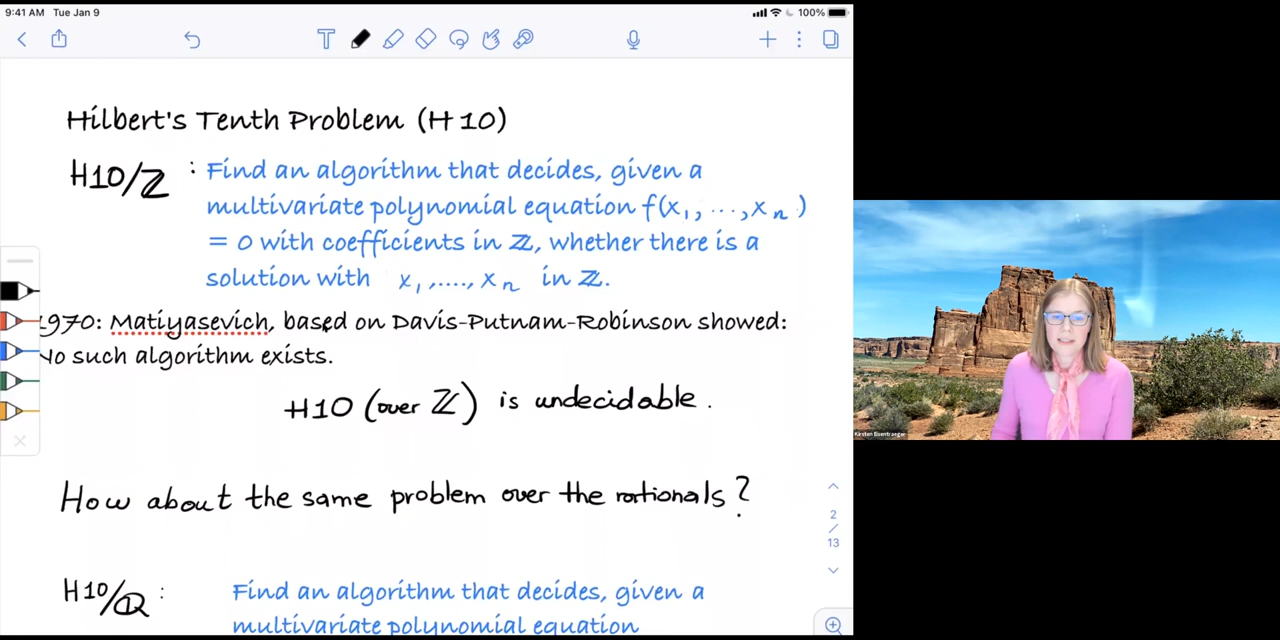 9:41 AM Tue Jan 9
100%
Hilbert's Tenth Problem (H10)
H10/ℤ : Find an algorithm that decides, given a
multivariate polynomial equation f(x₁, ..., xₙ)
= 0 with coefficients in ℤ, whether there is a
solution with x₁, ...., xₙ in ℤ.
1970: Matiyasevich, based on Davis-Putnam-Robinson showed:
No such algorithm exists.
H10 (over ℤ) is undecidable.
How about the same problem over the rationals?
2
/
13
H10/ℚ : Find an algorithm that decides, given a
multivariate polynomial equation
Kirsten Eisentraeger